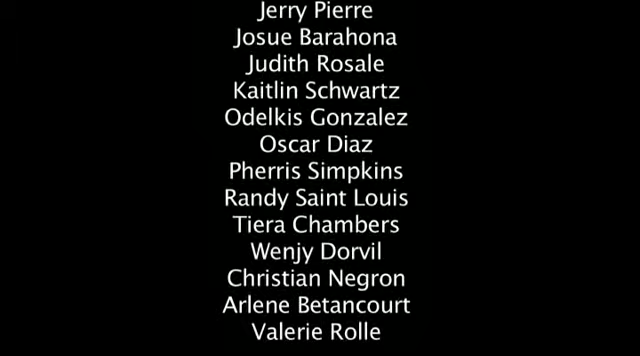 Jerry Pierre
Josue Barahona
Judith Rosale
Kaitlin Schwartz
Odelkis Gonzalez
Oscar Diaz
Pherris Simpkins
Randy Saint Louis
Tiera Chambers
Wenjy Dorvil
Christian Negron
Arlene Betancourt
Valerie Rolle